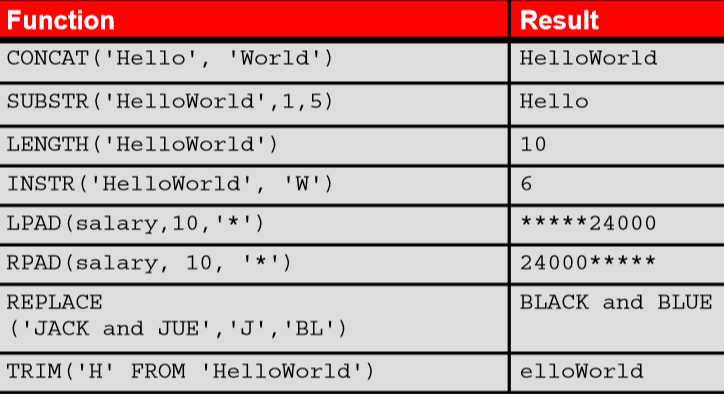 Function Result
CONCAT('Hello', 'World') HelloWorld
SUBSTR('HelloWorld',1,5) Hello
LENGTH('HelloWorld') 10
INSTR('HelloWorld', 'W') 6
LPAD(salary,10,'*') *****24000
RPAD(salary, 10, '*') 24000*****
REPLACE BLACK and BLUE
('JACK and JUE','J','BL')
TRIM('H' FROM 'HelloWorld') elloWorld